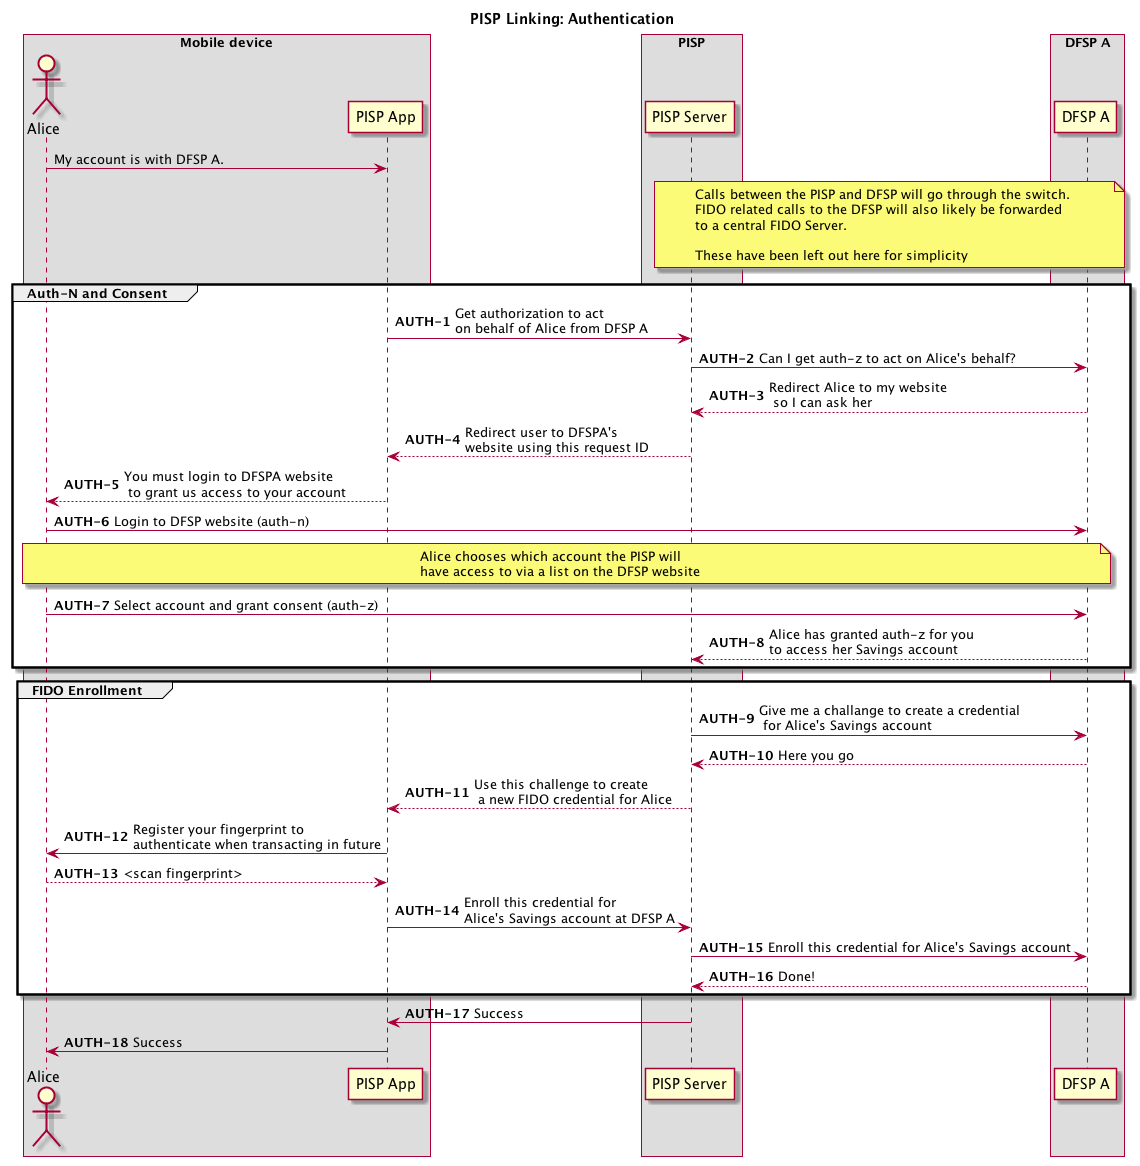 PISP Linking: Authentication
Mobile device
PISP
DFSP A
Alice
PISP App
PISP Server
DFSP A
My account is with DFSP A.
Calls between the PISP and DFSP will go through the switch.
FIDO related calls to the DFSP will also likely be forwarded
to a central FIDO Server.
These have been left out here for simplicity
Auth-N and Consent
AUTH-1 Get authorization to act
on behalf of Alice from DFSP A
AUTH-2 Can I get auth-z to act on Alice's behalf?
AUTH-3 Redirect Alice to my website
so I can ask her
AUTH-4 Redirect user to DFSPA's
website using this request ID
AUTH-5 You must login to DFSPA website
to grant us access to your account
AUTH-6 Login to DFSP website (auth-n)
Alice chooses which account the PISP will
have access to via a list on the DFSP website
AUTH-7 Select account and grant consent (auth-z)
AUTH-8 Alice has granted auth-z for you
to access her Savings account
FIDO Enrollment
AUTH-9 Give me a challange to create a credential
for Alice's Savings account
AUTH-10 Here you go
AUTH-11 Use this challenge to create
a new FIDO credential for Alice
AUTH-12 Register your fingerprint to
authenticate when transacting in future
AUTH-13 <scan fingerprint>
AUTH-14 Enroll this credential for
Alice's Savings account at DFSP A
AUTH-15 Enroll this credential for Alice's Savings account
AUTH-16 Done!
AUTH-17 Success
AUTH-18 Success
Alice
PISP App
PISP Server
DFSP A